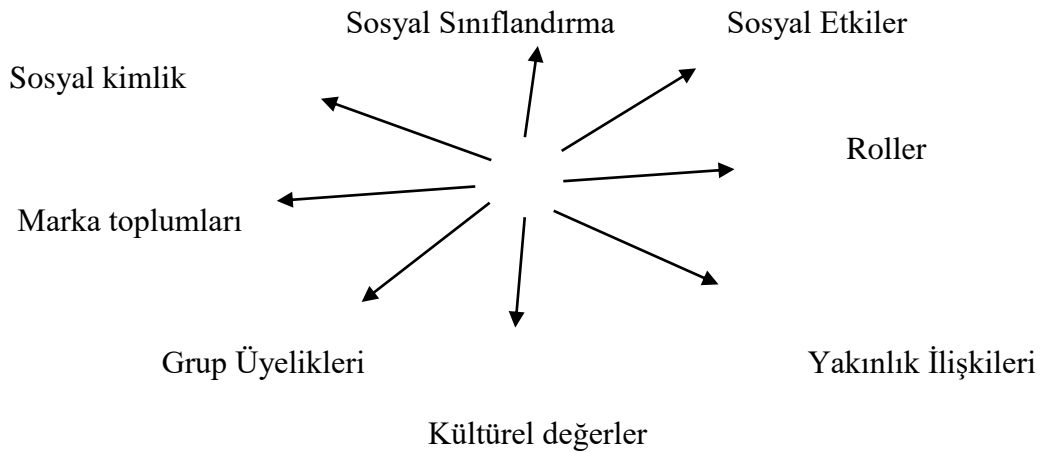 Sosyal Sınıflandırma
Sosyal Etkiler
Sosyal kimlik
Roller
Marka toplumları
Grup Üyelikleri
Yakınlık İlişkileri
Kültürel değerler